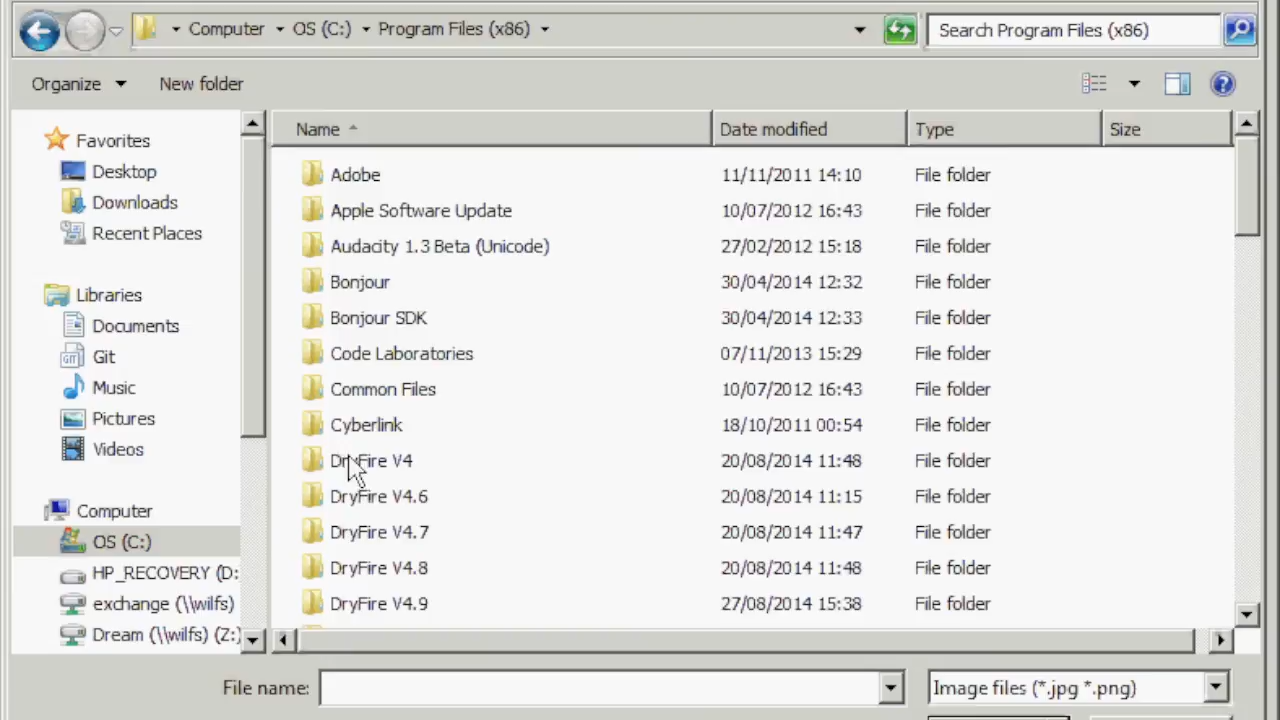 Computer OS (C:) Program Files (x86) Search Program Files (x86)
Organize New folder
Name Date modified Type Size
Favorites
Desktop
Downloads
Recent Places
Libraries
Documents
Git
Music
Pictures
Videos
Computer
OS (C:)
HP_RECOVERY (D:
exchange (\\wilfs)
Dream (\\wilfs) (Z:)
Adobe 11/11/2011 14:10 File folder
Apple Software Update 10/07/2012 16:43 File folder
Audacity 1.3 Beta (Unicode) 27/02/2012 15:18 File folder
Bonjour 30/04/2014 12:32 File folder
Bonjour SDK 30/04/2014 12:33 File folder
Code Laboratories 07/11/2013 15:29 File folder
Common Files 10/07/2012 16:43 File folder
Cyberlink 18/10/2011 00:54 File folder
DryFire V4 20/08/2014 11:48 File folder
DryFire V4.6 20/08/2014 11:15 File folder
DryFire V4.7 20/08/2014 11:47 File folder
DryFire V4.8 20/08/2014 11:48 File folder
DryFire V4.9 27/08/2014 15:38 File folder
File name: Image files (*.jpg *.png)